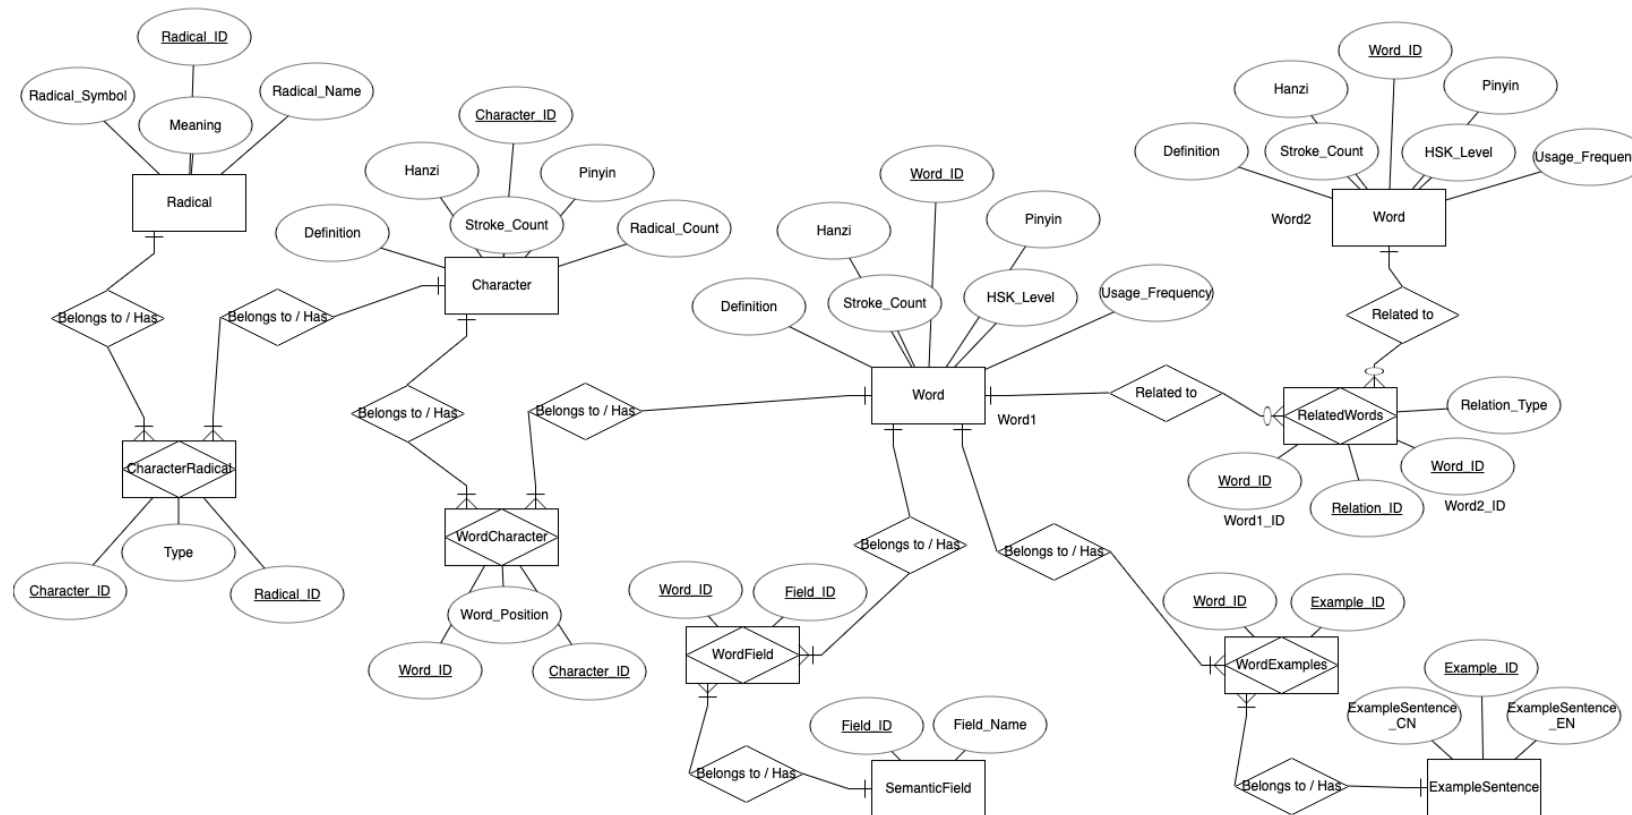 Radical_ID
Radical_Symbol
Radical_Name
Meaning
Radical
Belongs to / Has
CharacterRadical
Type
Character_ID
Radical_ID
Belongs to / Has
Character_ID
Hanzi
Pinyin
Stroke_Count
Definition
Radical_Count
Character
Belongs to / Has
WordCharacter
Word_Position
Word_ID
Character_ID
Belongs to / Has
Word_ID
Hanzi
Pinyin
Definition
Stroke_Count
HSK_Level
Usage_Frequency
Word
Word1
Belongs to / Has
Word_ID
Field_ID
WordField
Belongs to / Has
Field_ID
Field_Name
SemanticField
Belongs to / Has
Word_ID
Example_ID
WordExamples
Belongs to / Has
Example_ID
ExampleSentence
_CN
ExampleSentence
_EN
ExampleSentence
Related to
RelatedWords
Relation_Type
Word_ID
Word1_ID
Relation_ID
Word_ID
Word2_ID
Related to
Word_ID
Hanzi
Pinyin
Definition
Stroke_Count
HSK_Level
Usage_Frequen
Word2
Word